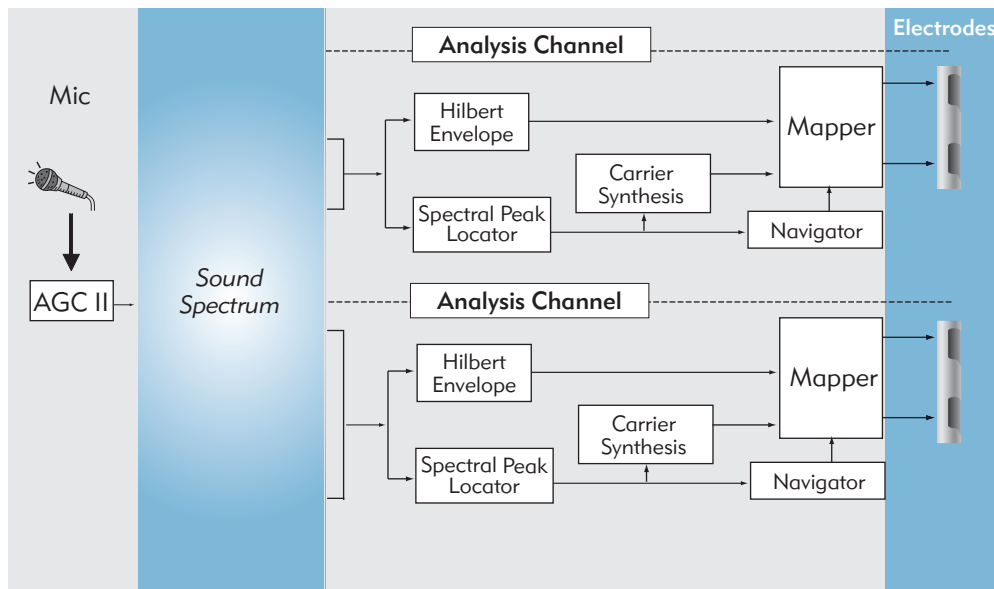 Mic
AGC II
Sound
Spectrum
Electrodes
Analysis Channel
Hilbert
Envelope
Spectral Peak
Locator
Carrier
Synthesis
Mapper
Navigator
Analysis Channel
Hilbert
Envelope
Spectral Peak
Locator
Carrier
Synthesis
Mapper
Navigator